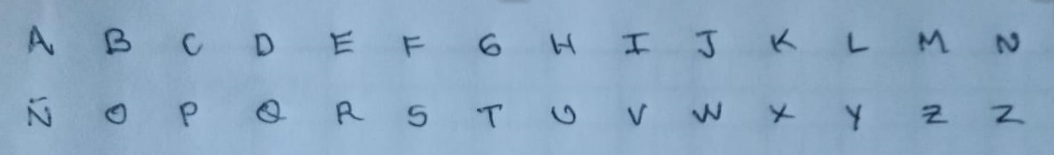 A B C D E F G H I J K L M N
Ñ O P Q R S T U V W X Y Z Z